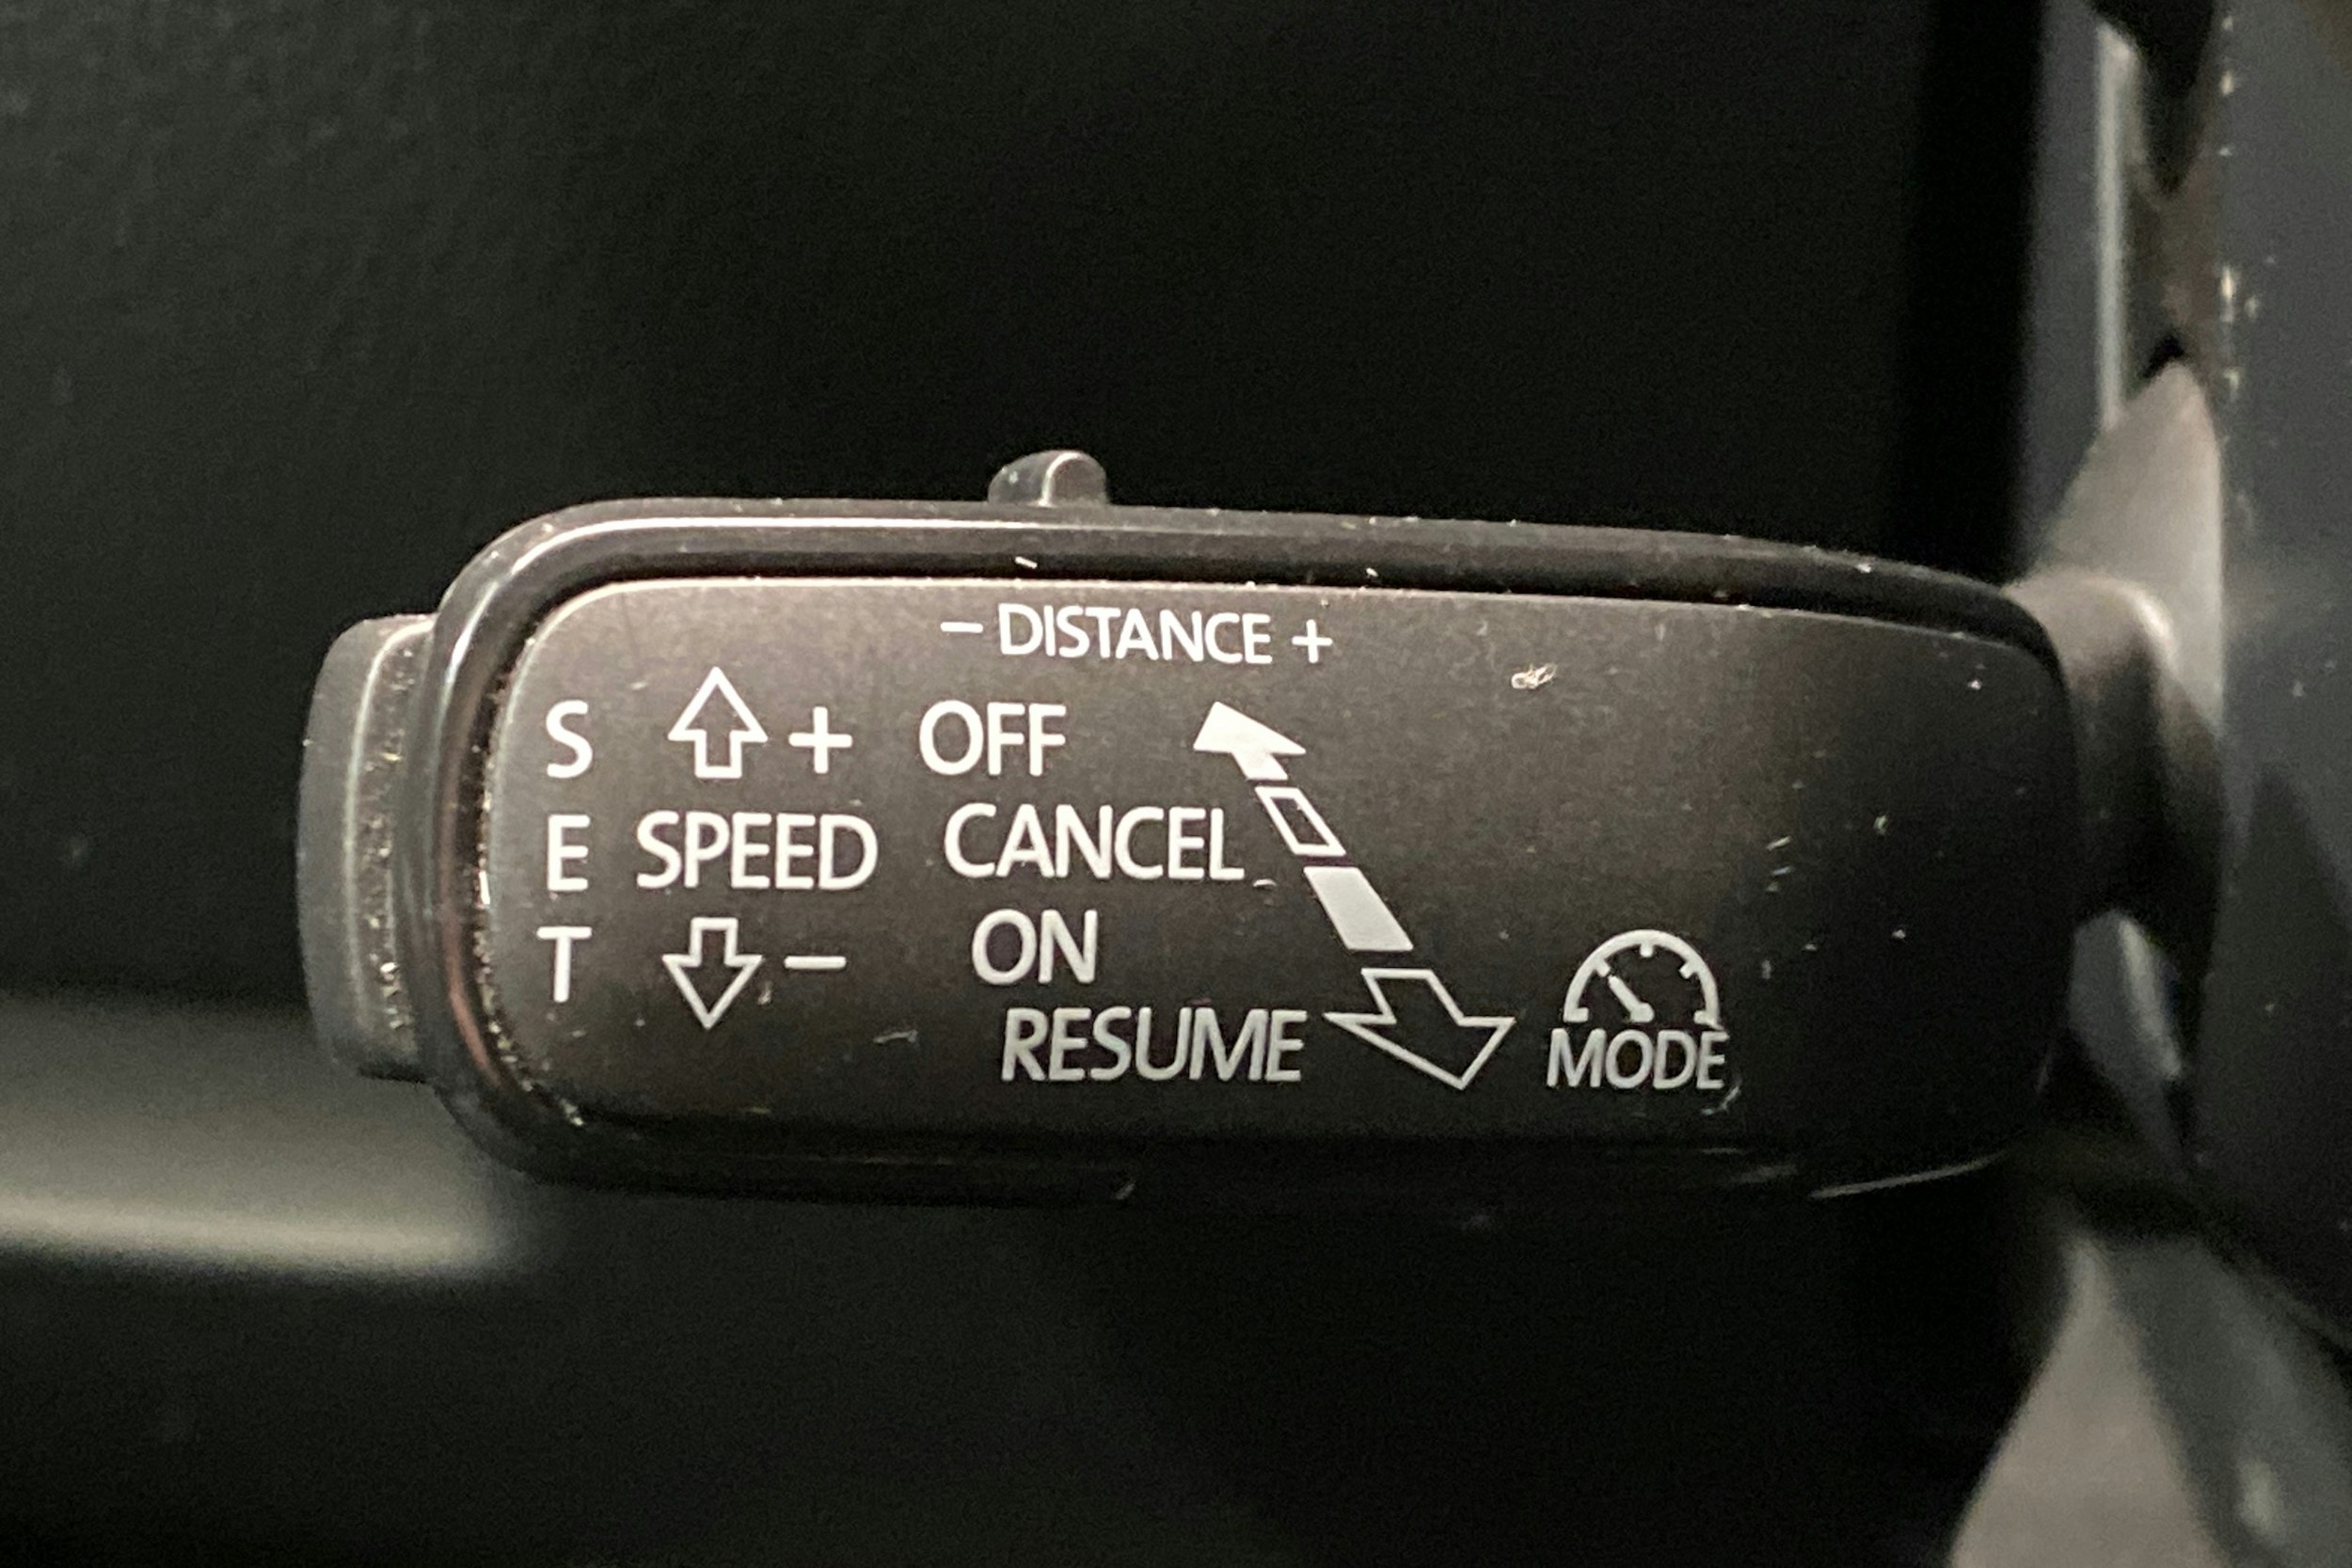 – DISTANCE +
S + OFF
E SPEED CANCEL
T – ON
RESUME
MODE